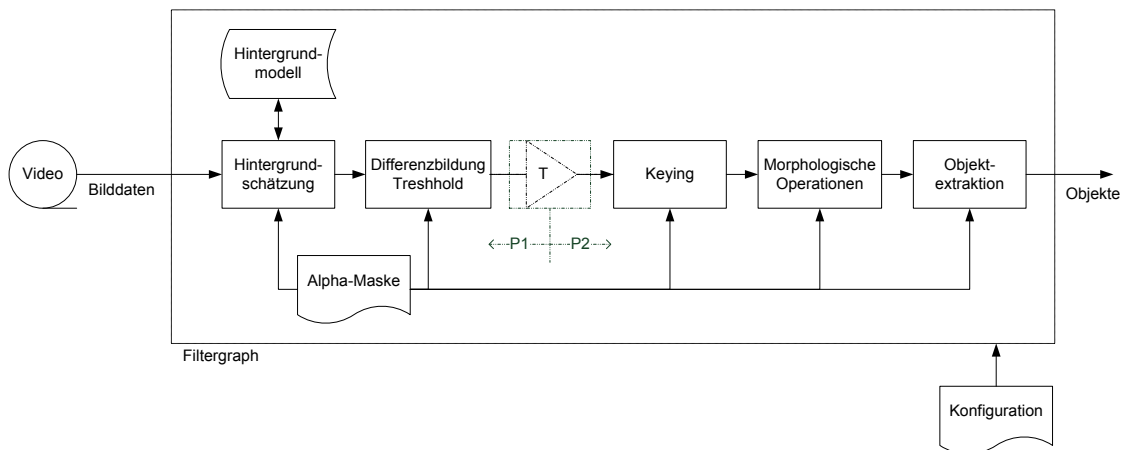 Hintergrund-
modell
Video
Bilddaten
Hintergrund-
schätzung
Differenzbildung
Treshhold
T
Keying
Morphologische
Operationen
Objekt-
extraktion
Objekte
P1
P2
Alpha-Maske
Filtergraph
Konfiguration